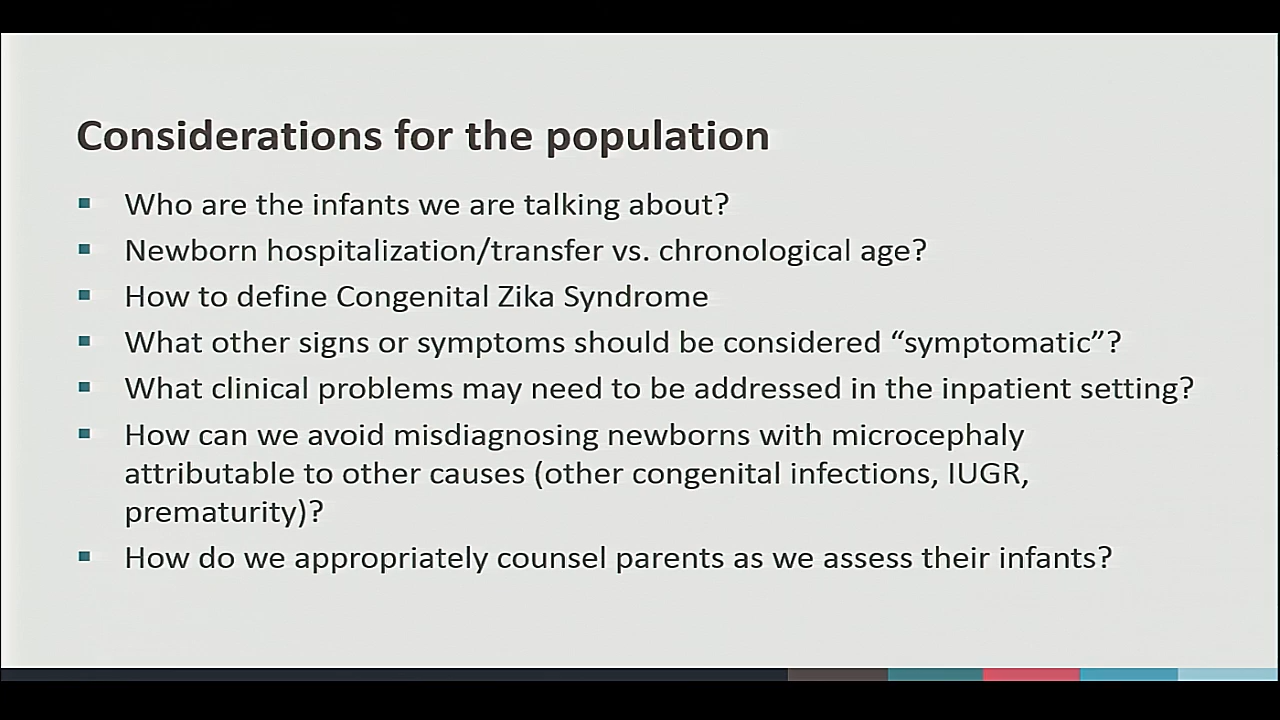 Considerations for the population
Who are the infants we are talking about?
Newborn hospitalization/transfer vs. chronological age?
How to define Congenital Zika Syndrome
What other signs or symptoms should be considered “symptomatic”?
What clinical problems may need to be addressed in the inpatient setting?
How can we avoid misdiagnosing newborns with microcephaly
attributable to other causes (other congenital infections, IUGR,
prematurity)?
How do we appropriately counsel parents as we assess their infants?